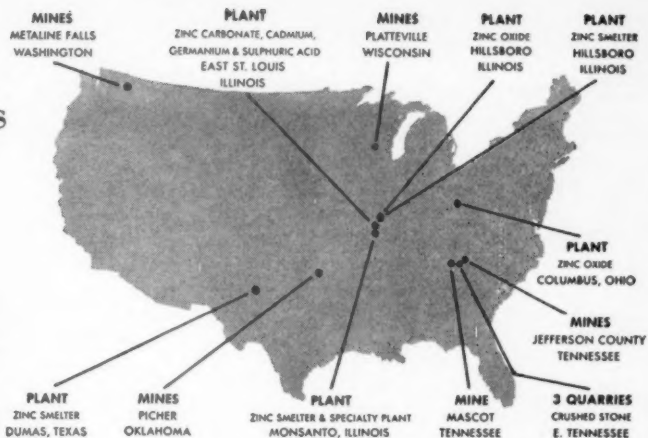 MINES
METALINE FALLS
WASHINGTON
PLANT
ZINC CARBONATE, CADMIUM,
GERMANIUM & SULPHURIC ACID
EAST ST. LOUIS
ILLINOIS
MINES
PLATTEVILLE
WISCONSIN
PLANT
ZINC OXIDE
HILLSBORO
ILLINOIS
PLANT
ZINC SMELTER
HILLSBORO
ILLINOIS
S
PLANT
ZINC OXIDE
COLUMBUS, OHIO
MINES
JEFFERSON COUNTY
TENNESSEE
PLANT
ZINC SMELTER
DUMAS, TEXAS
MINES
PICHER
OKLAHOMA
PLANT
ZINC SMELTER & SPECIALTY PLANT
MONSANTO, ILLINOIS
MINE
MASCOT
TENNESSEE
3 QUARRIES
CRUSHED STONE
E. TENNESSEE